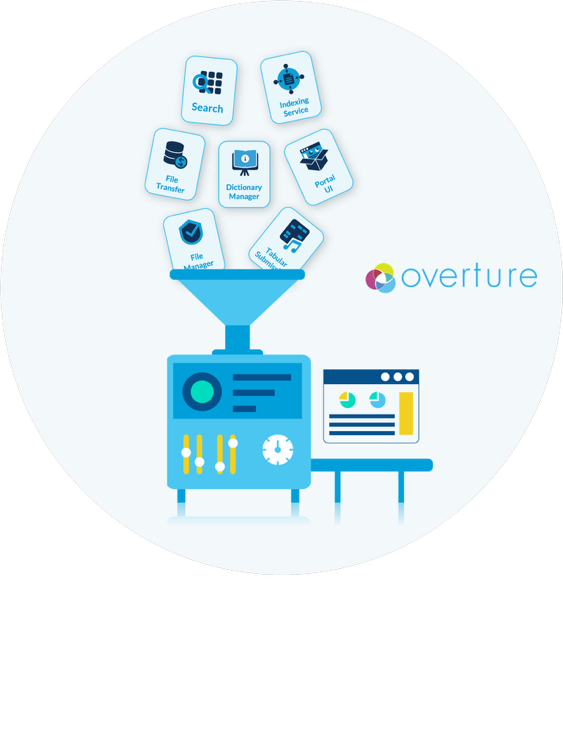 Search
Indexing
Service
File
Transfer
Dictionary
Manager
Portal
UI
File
Manager
Tabular
overture